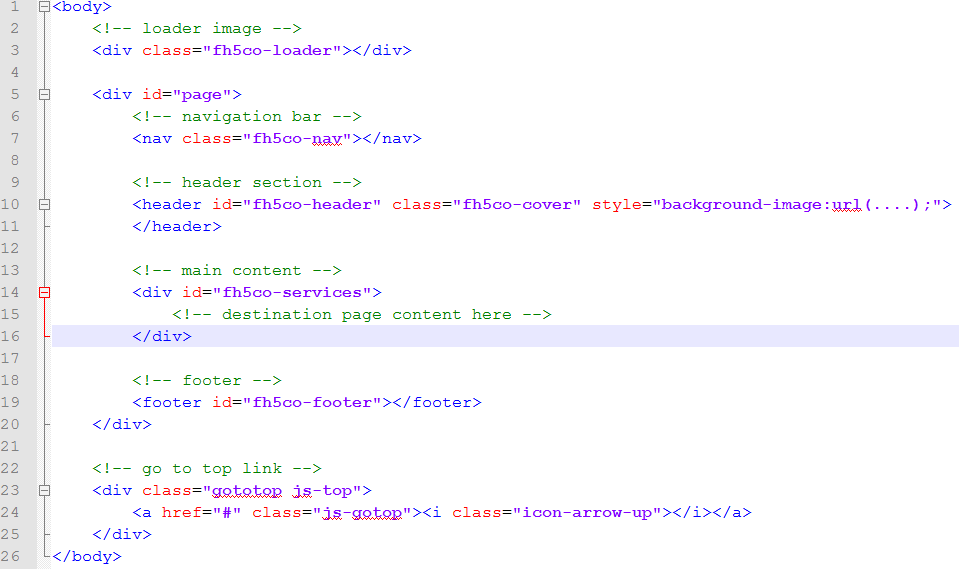 1 <body>
2 <!-- loader image -->
3 <div class="fh5co-loader"></div>
4
5 <div id="page">
6 <!-- navigation bar -->
7 <nav class="fh5co-nav"></nav>
8
9 <!-- header section -->
10 <header id="fh5co-header" class="fh5co-cover" style="background-image:url(....);">
11 </header>
12
13 <!-- main content -->
14 <div id="fh5co-services">
15 <!-- destination page content here -->
16 </div>
17
18 <!-- footer -->
19 <footer id="fh5co-footer"></footer>
20 </div>
21
22 <!-- go to top link -->
23 <div class="gototop js-top">
24 <a href="#" class="js-gotop"><i class="icon-arrow-up"></i></a>
25 </div>
26 </body>